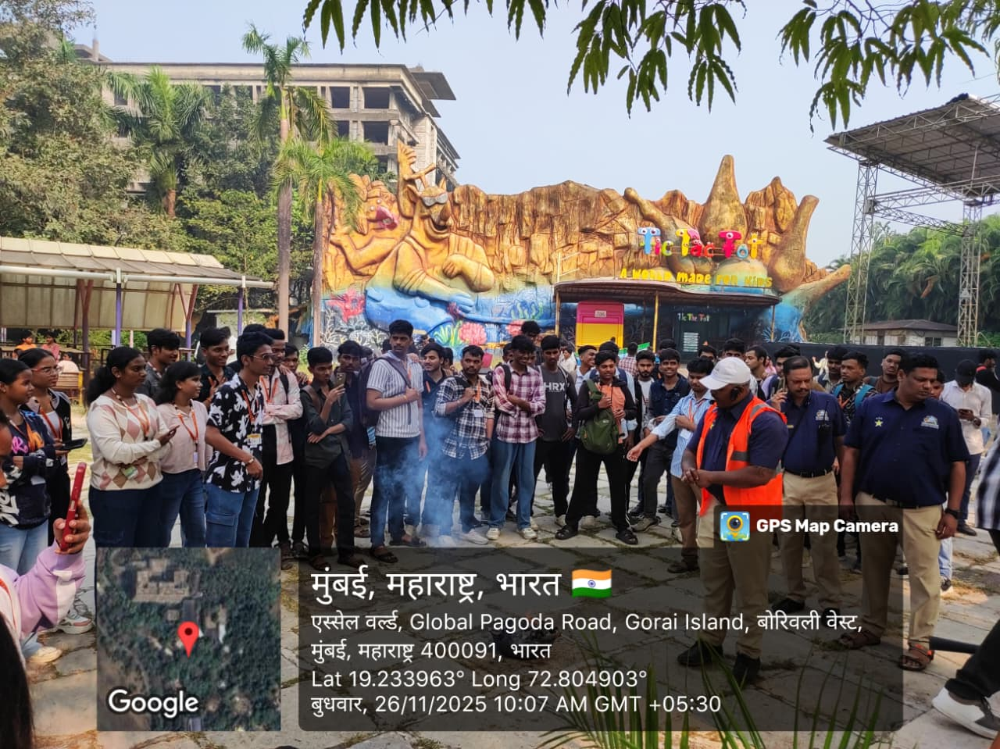 Tic Tac Tot
A WORLD MADE FOR KIDS
Tic Tac Tot
HRX
GPS Map Camera
मुंबई, महाराष्ट्र, भारत
एस्सेल वर्ल्ड, Global Pagoda Road, Gorai Island, बोरिवली वेस्ट,
मुंबई, महाराष्ट्र 400091, भारत
Lat 19.233963° Long 72.804903°
बुधवार, 26/11/2025 10:07 AM GMT +05:30
Google